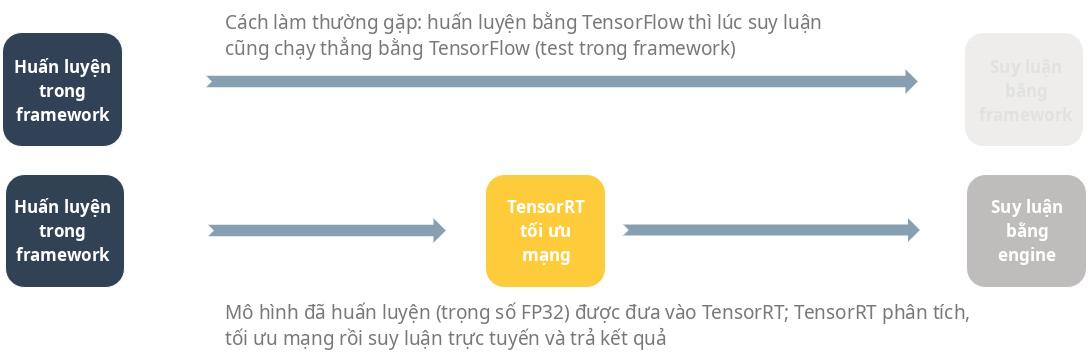 Cách làm thường gặp: huấn luyện bằng TensorFlow thì lúc suy luận
cũng chạy thẳng bằng TensorFlow (test trong framework)
Huấn luyện
trong
framework
Suy luận
bằng
framework
Huấn luyện
trong
framework
TensorRT
tối ưu
mạng
Suy luận
bằng
engine
Mô hình đã huấn luyện (trọng số FP32) được đưa vào TensorRT; TensorRT phân tích,
tối ưu mạng rồi suy luận trực tuyến và trả kết quả